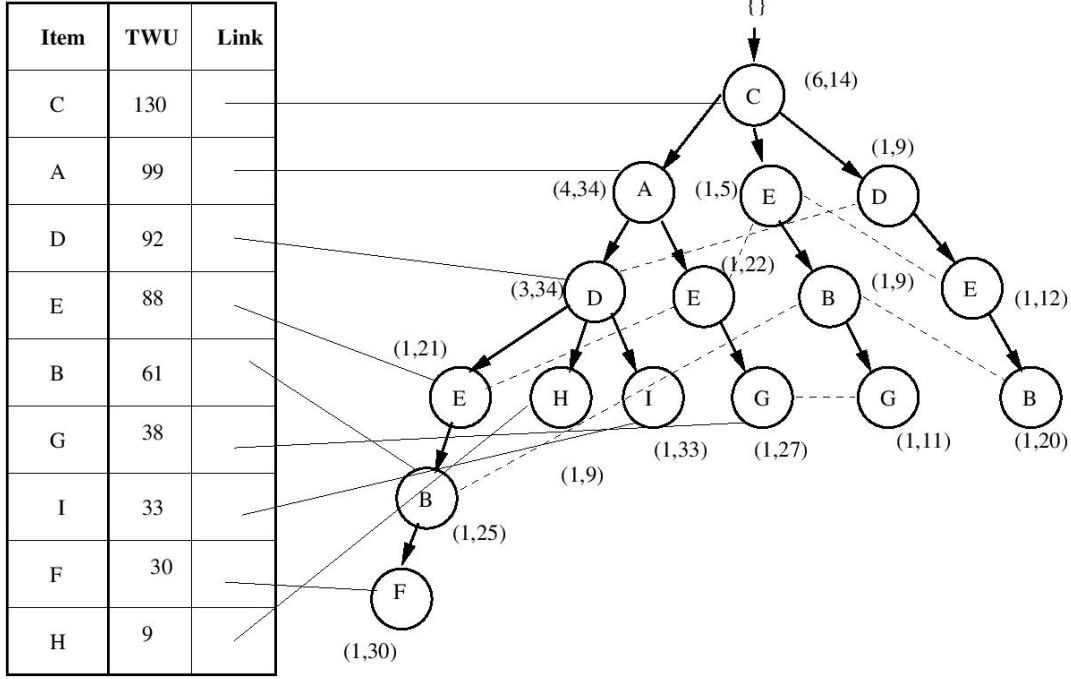 {}
Item TWU Link
C 130
A 99
D 92
E 88
B 61
G 38
I 33
F 30
H 9
C (6,14)
(4,34) A (1,5) E (1,9) D
(3,34) D E (1,22) B (1,9) E (1,12)
(1,21) E H I G G B
(1,9) (1,33) (1,27) (1,11) (1,20)
B (1,25)
F
(1,30)